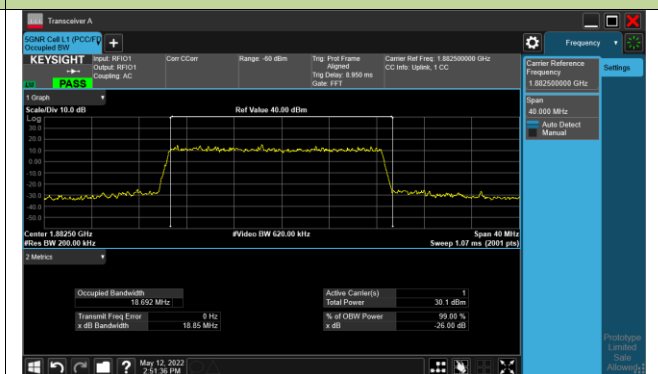 Transceiver A
5GNR Cell L1 (PCC/FD
Occupied BW
Frequency
KEYSIGHT
Input: RFIO1
Output: RFIO1
Coupling: AC
Corr CCorr
Range: -60 dBm
Trig: Prot Frame
Aligned
Trig Delay: 8.950 ms
Gate: FFT
Carrier Ref Freq: 1.882500000 GHz
CC Info: Uplink, 1 CC
PASS
Carrier Reference
Frequency
1.882500000 GHz
Settings
Span
40.000 MHz
Auto Detect
Manual
1 Graph
Scale/Div 10.0 dB
Ref Value 40.00 dBm
Log
30.0
20.0
10.0
0.00
-10.0
-20.0
-30.0
-40.0
-50.0
Center 1.88250 GHz
#Video BW 620.00 kHz
Span 40 MHz
#Res BW 200.00 kHz
Sweep 1.07 ms (2001 pts)
2 Metrics
Occupied Bandwidth
18.692 MHz
Active Carrier(s) 1
Total Power 30.1 dBm
Transmit Freq Error 0 Hz
x dB Bandwidth 18.85 MHz
% of OBW Power 99.00 %
x dB -26.00 dB
Prototype
Limited
Sale
Allowed
May 12, 2022
2:51:36 PM